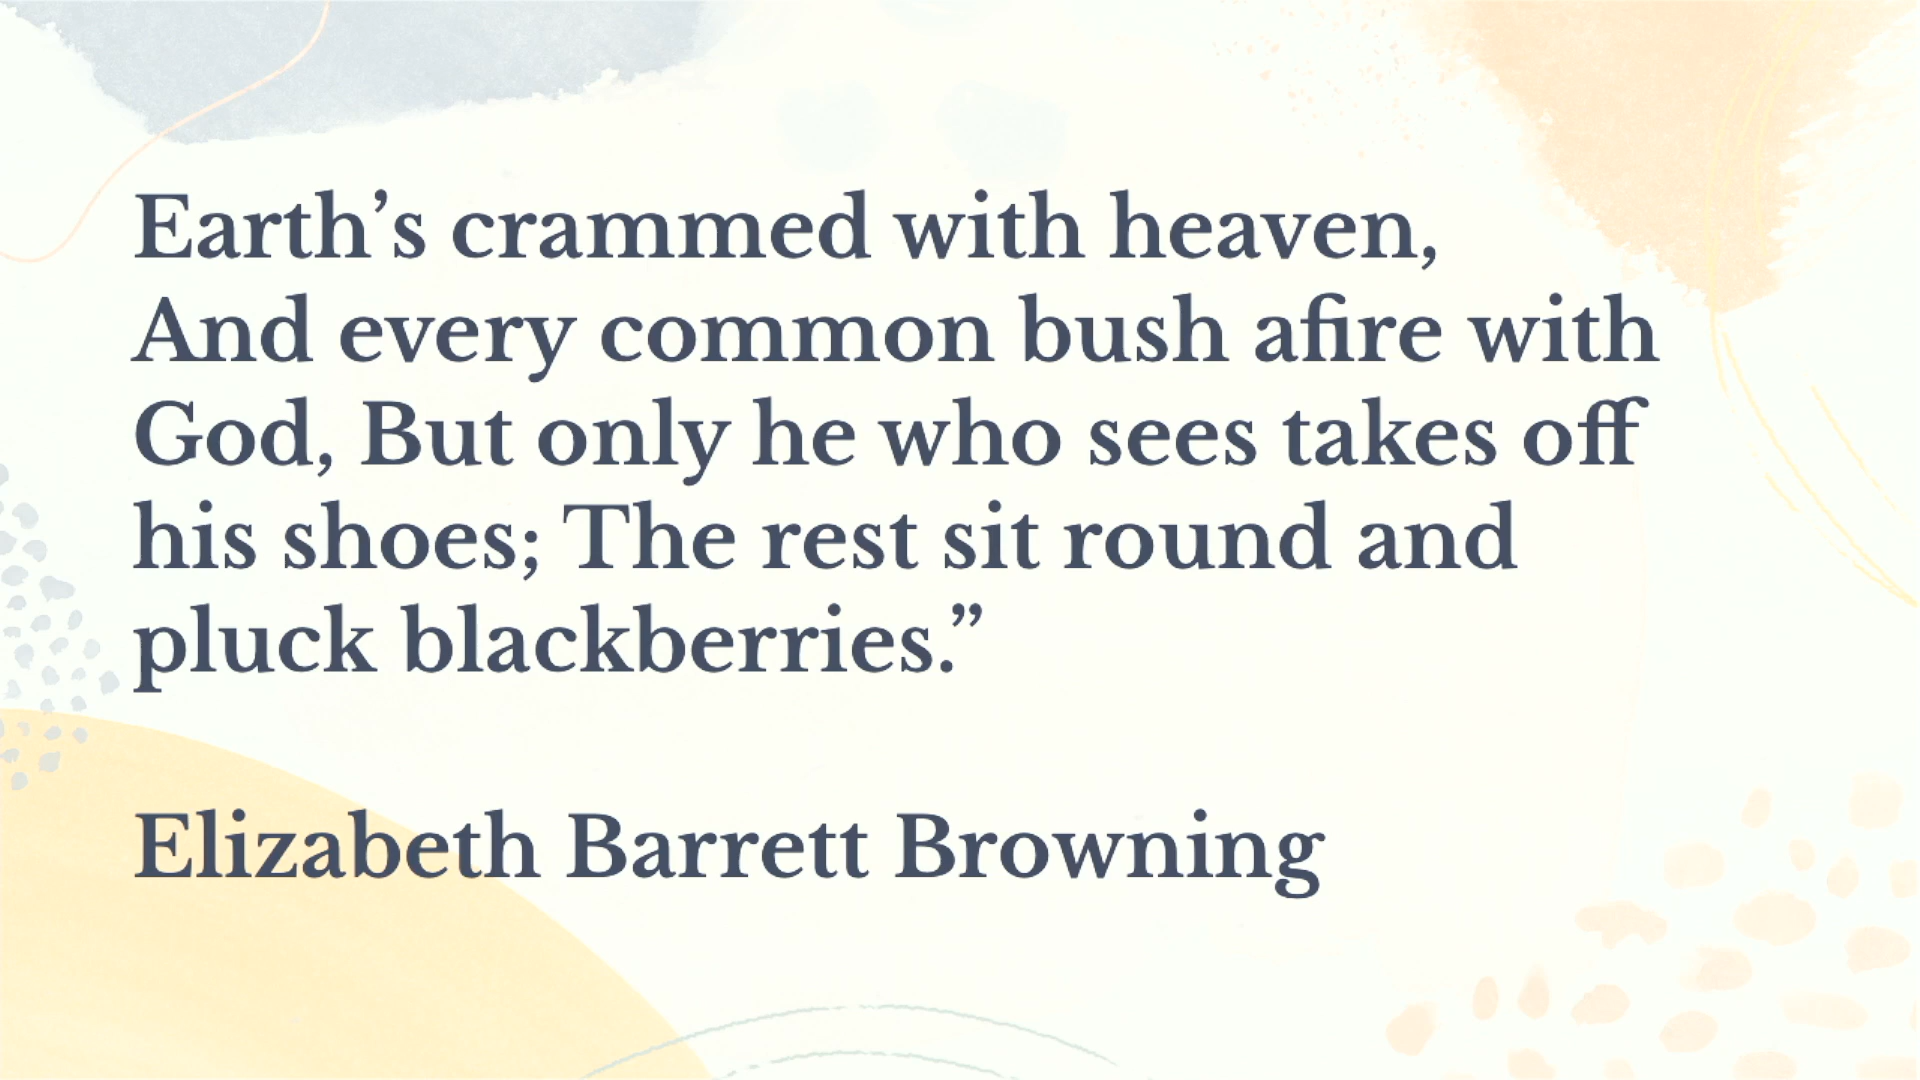 Earth’s crammed with heaven,
And every common bush afire with
God, But only he who sees takes off
his shoes; The rest sit round and
pluck blackberries.”
Elizabeth Barrett Browning